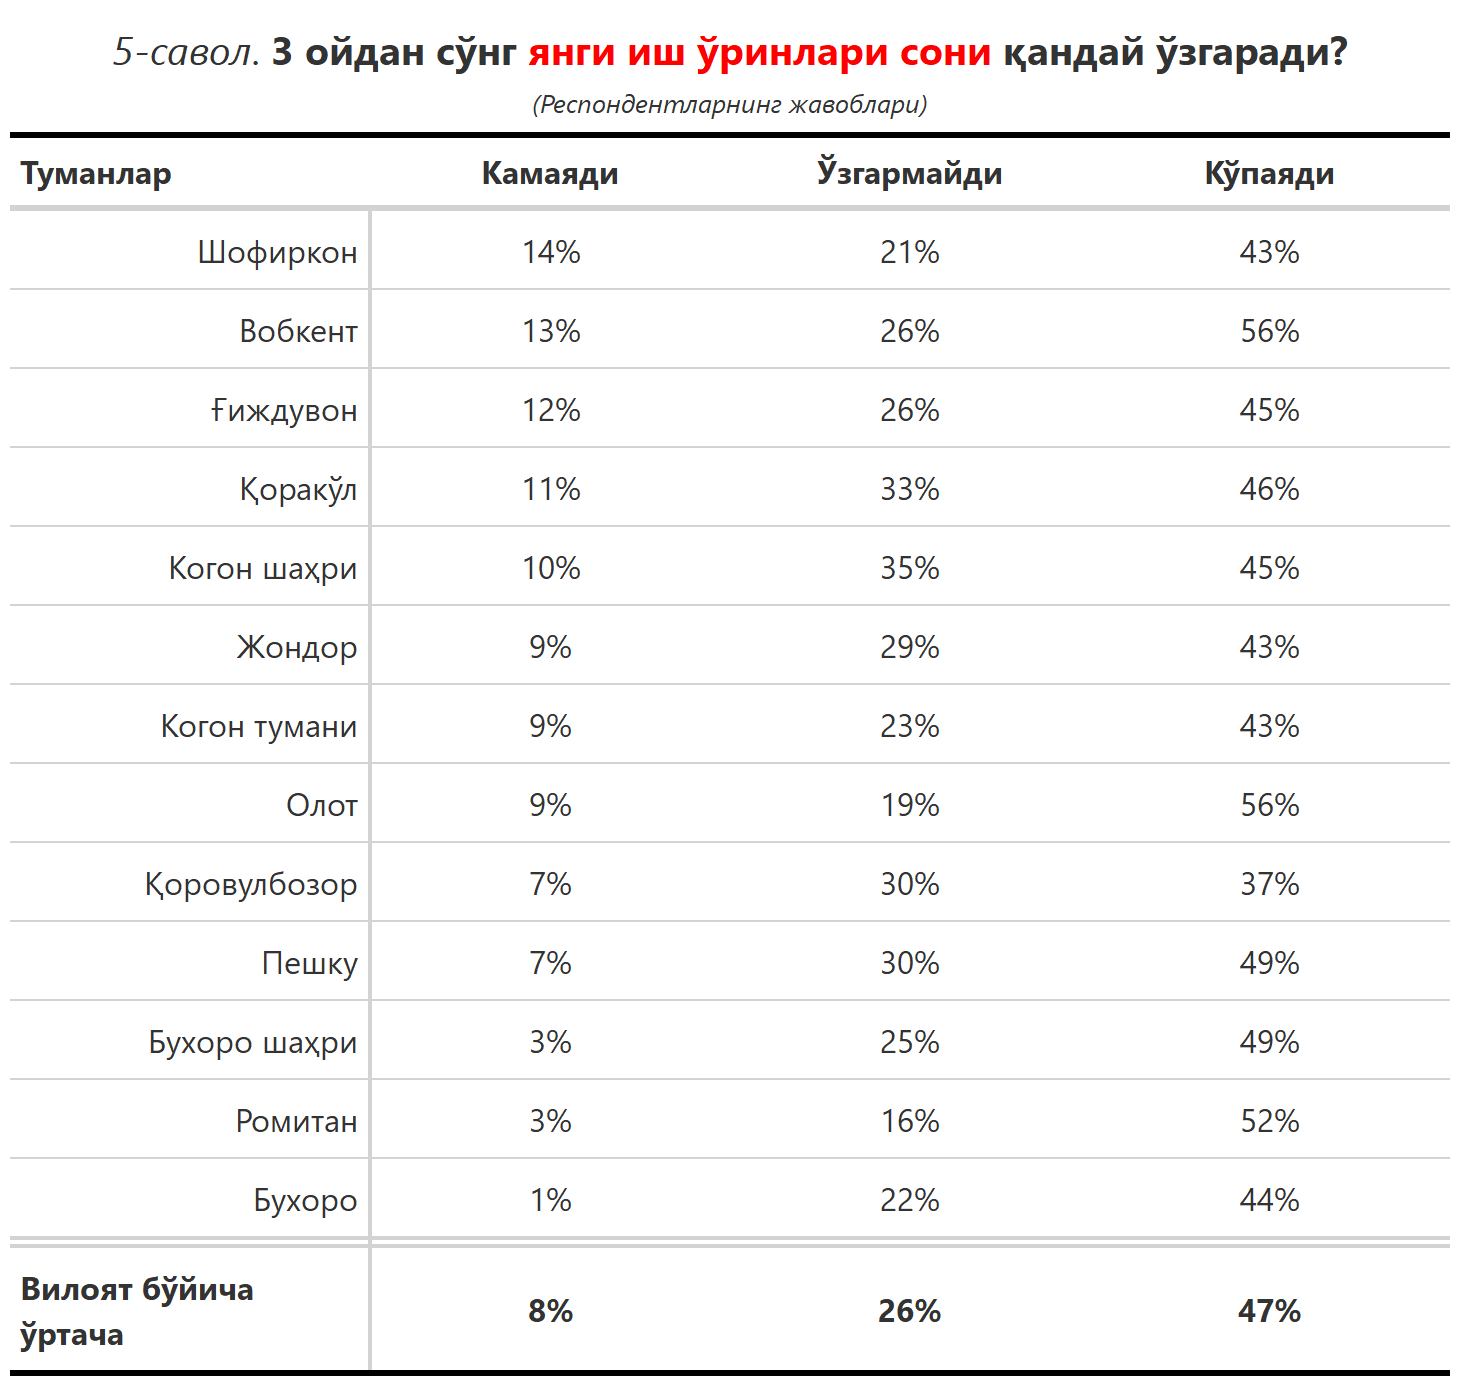 5-савол. 3 ойдан сўнг янги иш ўринлари сони қандай ўзгаради?
(Респондентларнинг жавоблари)
Туманлар Камаяди Ўзгармайди Кўпаяди
Шофиркон 14% 21% 43%
Вобкент 13% 26% 56%
Ғиждувон 12% 26% 45%
Қоракўл 11% 33% 46%
Когон шаҳри 10% 35% 45%
Жондор 9% 29% 43%
Когон тумани 9% 23% 43%
Олот 9% 19% 56%
Қоровулбозор 7% 30% 37%
Пешку 7% 30% 49%
Бухоро шаҳри 3% 25% 49%
Ромитан 3% 16% 52%
Бухоро 1% 22% 44%
Вилоят бўйича
ўртача 8% 26% 47%